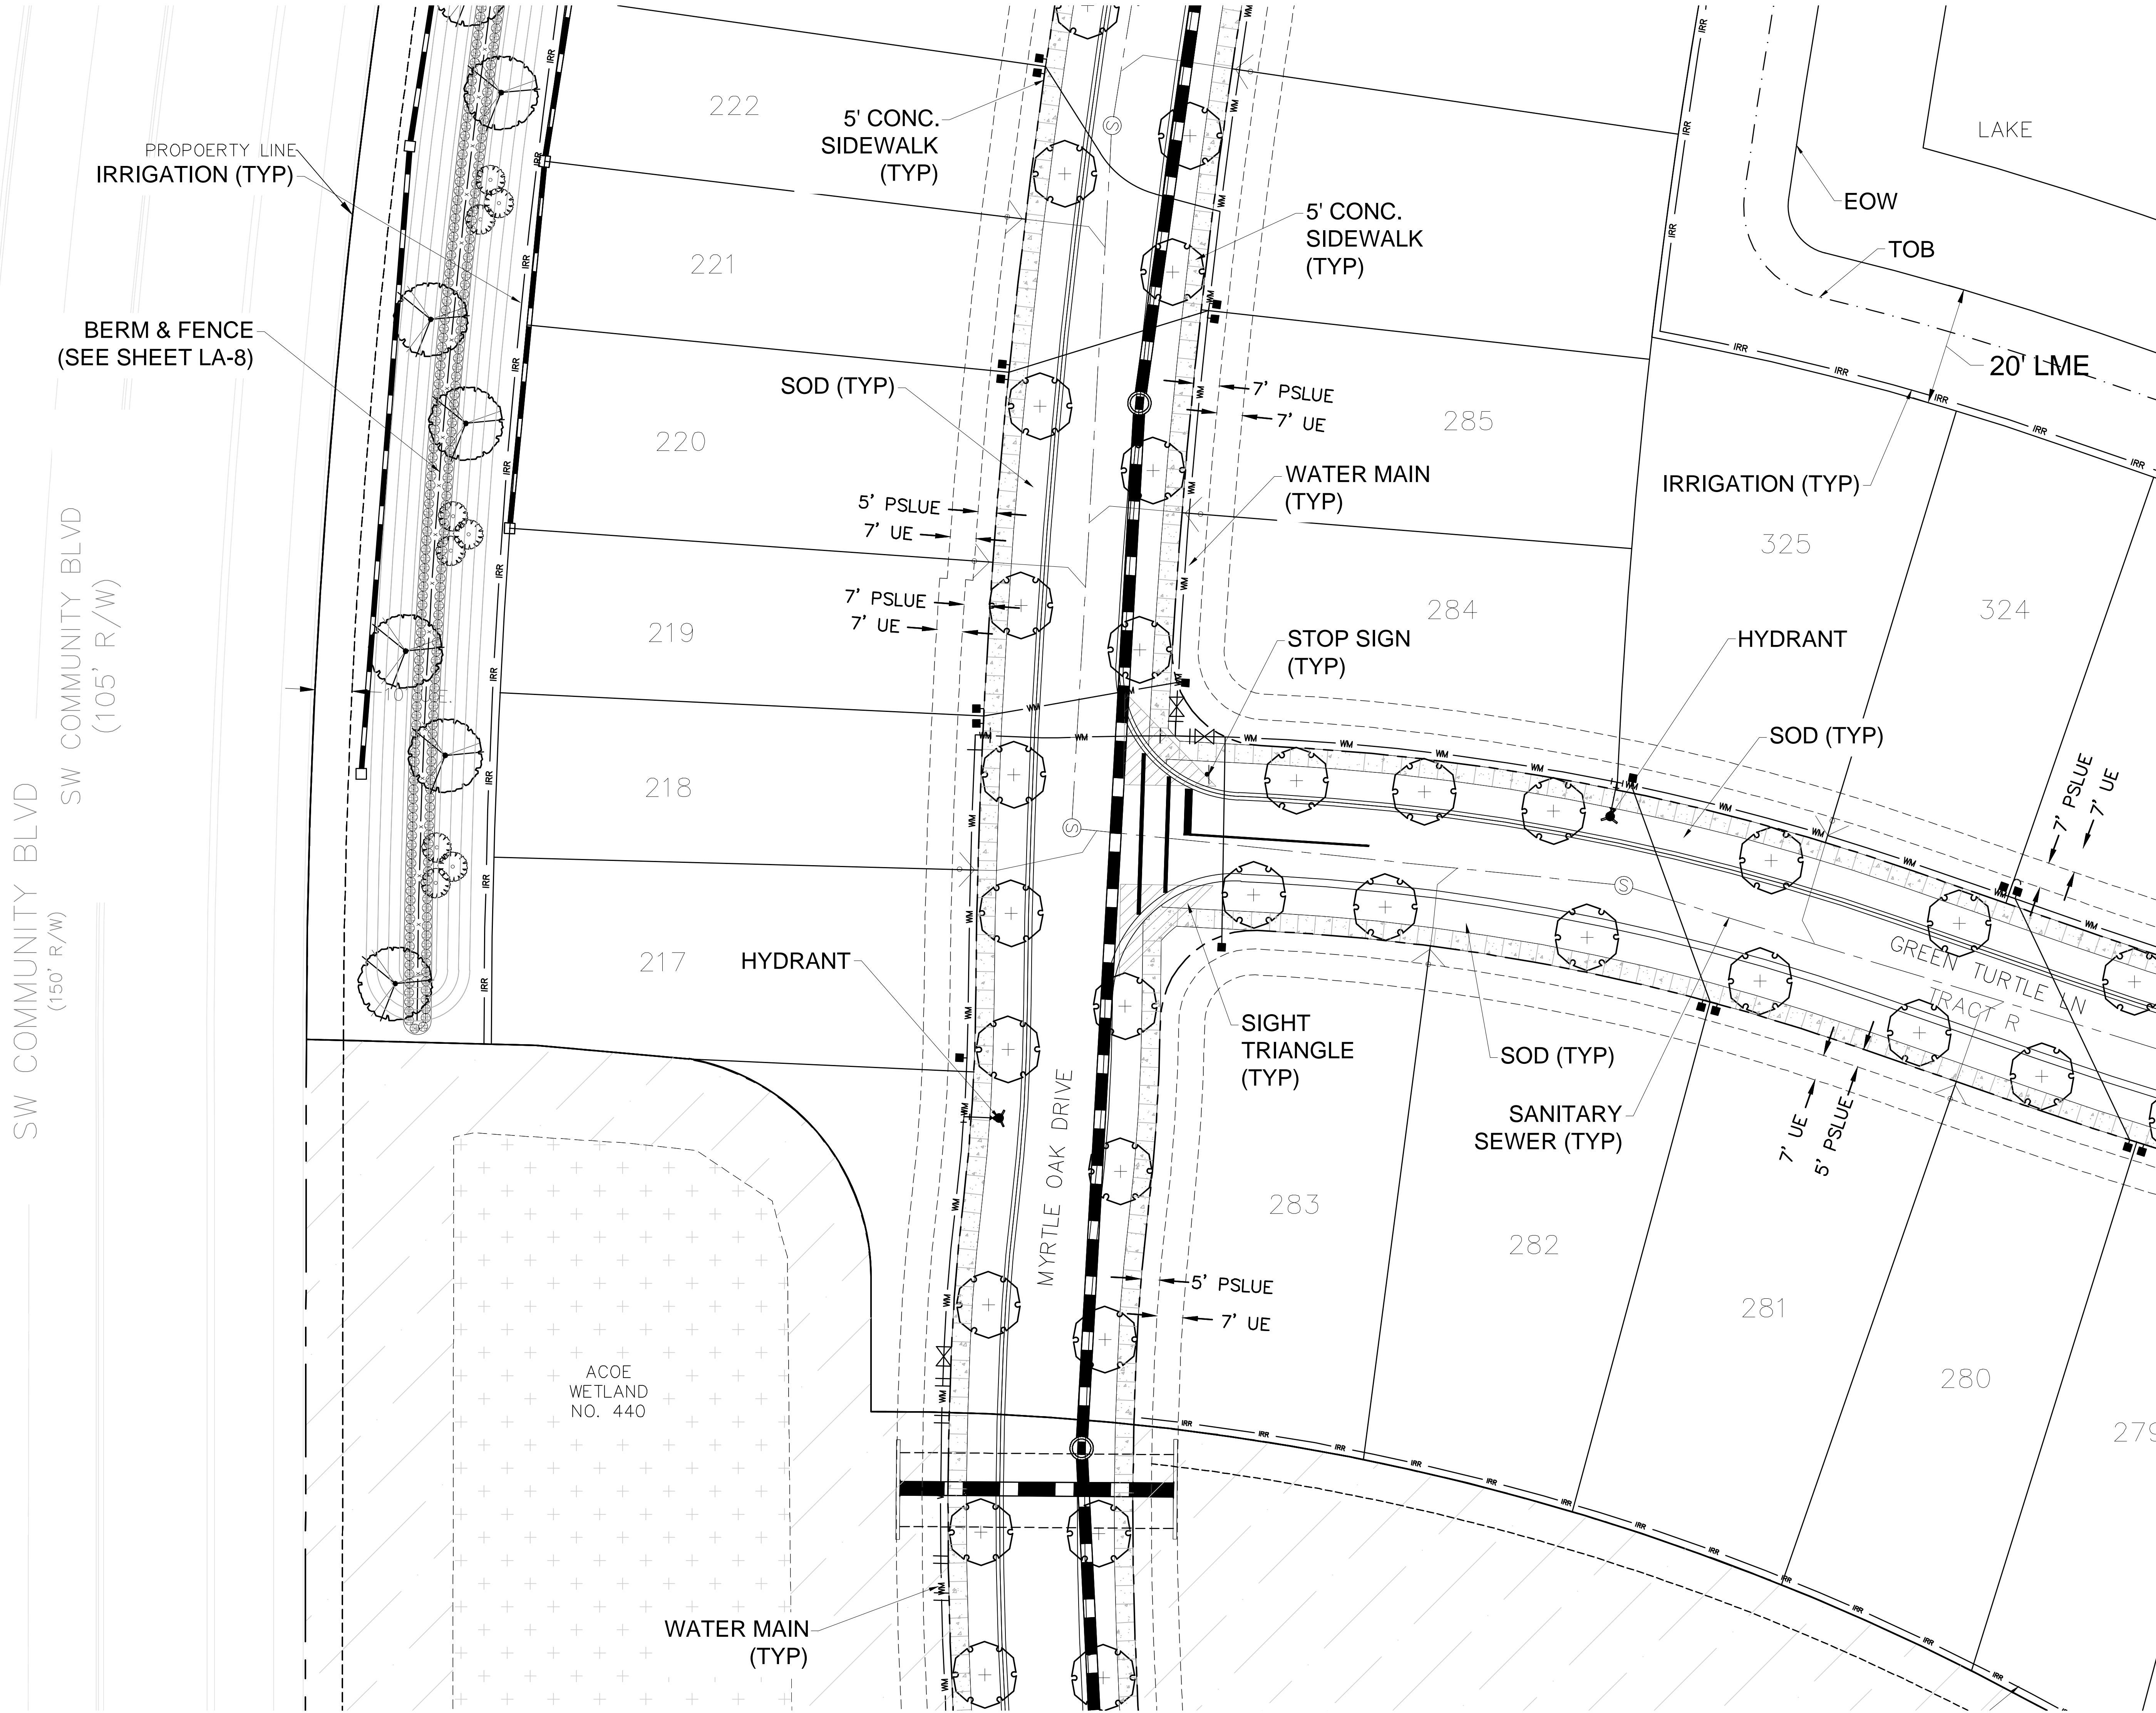 222
5' CONC.
SIDEWALK
(TYP)
LAKE
PROPOERTY LINE
IRRIGATION (TYP)
EOW
5' CONC.
SIDEWALK
(TYP)
TOB
221
BERM & FENCE
(SEE SHEET LA-8)
20' LME
SOD (TYP)
7' PSLUE
7' UE
285
220
WATER MAIN
(TYP)
IRRIGATION (TYP)
5' PSLUE
7' UE
325
SW COMMUNITY BLVD
(105' R/W)
7' PSLUE
7' UE
219
284
324
STOP SIGN
(TYP)
HYDRANT
SOD (TYP)
7' PSLUE
7' UE
218
SW COMMUNITY BLVD
(150' R/W)
217
HYDRANT
GREEN TURTLE LN
TRACT R
SIGHT
TRIANGLE
(TYP)
SOD (TYP)
SANITARY
SEWER (TYP)
7' UE
5' PSLUE
MYRTLE OAK DRIVE
283
282
5' PSLUE
7' UE
281
280
279
ACOE
WETLAND
NO. 440
WATER MAIN
(TYP)
IRR
WM
S